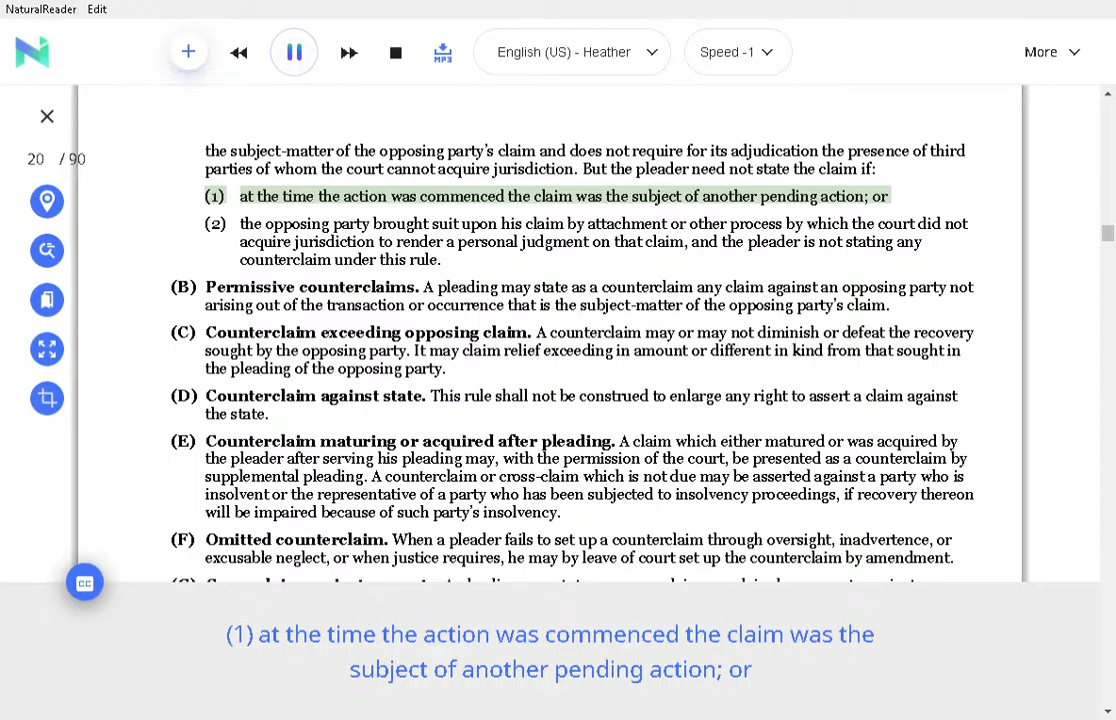 NaturalReader Edit
MP3
English (US) - Heather
Speed -1
More
20 / 90
the subject-matter of the opposing party's claim and does not require for its adjudication the presence of third
parties of whom the court cannot acquire jurisdiction. But the pleader need not state the claim if:
(1) at the time the action was commenced the claim was the subject of another pending action; or
(2) the opposing party brought suit upon his claim by attachment or other process by which the court did not
acquire jurisdiction to render a personal judgment on that claim, and the pleader is not stating any
counterclaim under this rule.
(B) Permissive counterclaims. A pleading may state as a counterclaim any claim against an opposing party not
arising out of the transaction or occurrence that is the subject-matter of the opposing party's claim.
(C) Counterclaim exceeding opposing claim. A counterclaim may or may not diminish or defeat the recovery
sought by the opposing party. It may claim relief exceeding in amount or different in kind from that sought in
the pleading of the opposing party.
(D) Counterclaim against state. This rule shall not be construed to enlarge any right to assert a claim against
the state.
(E) Counterclaim maturing or acquired after pleading. A claim which either matured or was acquired by
the pleader after serving his pleading may, with the permission of the court, be presented as a counterclaim by
supplemental pleading. A counterclaim or cross-claim which is not due may be asserted against a party who is
insolvent or the representative of a party who has been subjected to insolvency proceedings, if recovery thereon
will be impaired because of such party's insolvency.
(F) Omitted counterclaim. When a pleader fails to set up a counterclaim through oversight, inadvertence, or
excusable neglect, or when justice requires, he may by leave of court set up the counterclaim by amendment.
CC
(1) at the time the action was commenced the claim was the
subject of another pending action; or